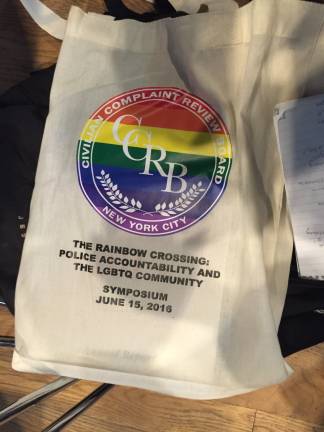 CIVILIAN COMPLAINT REVIEW BOARD
CCRB
NEW YORK CITY
THE RAINBOW CROSSING:
POLICE ACCOUNTABILITY AND
THE LGBTQ COMMUNITY
SYMPOSIUM
JUNE 15, 2016